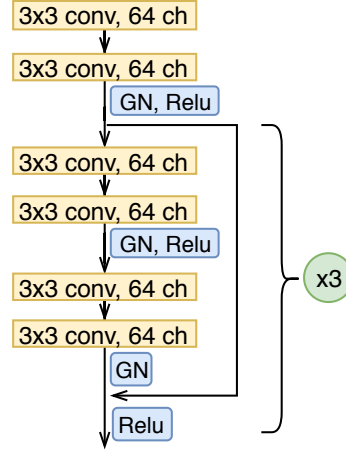 3x3 conv, 64 ch
3x3 conv, 64 ch
GN, Relu
3x3 conv, 64 ch
3x3 conv, 64 ch
GN, Relu
x3
3x3 conv, 64 ch
3x3 conv, 64 ch
GN
Relu